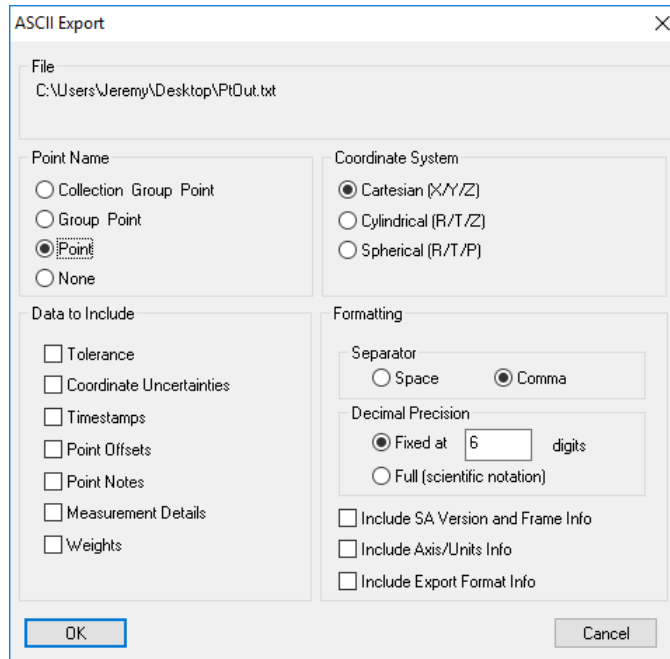 ASCII Export
File
C:\Users\Jeremy\Desktop\PtOut.txt
Point Name
Collection Group Point
Group Point
Point
None
Coordinate System
Cartesian (X/Y/Z)
Cylindrical (R/T/Z)
Spherical (R/T/P)
Data to Include
Tolerance
Coordinate Uncertainties
Timestamps
Point Offsets
Point Notes
Measurement Details
Weights
Formatting
Separator
Space Comma
Decimal Precision
Fixed at 6 digits
Full (scientific notation)
Include SA Version and Frame Info
Include Axis/Units Info
Include Export Format Info
OK Cancel